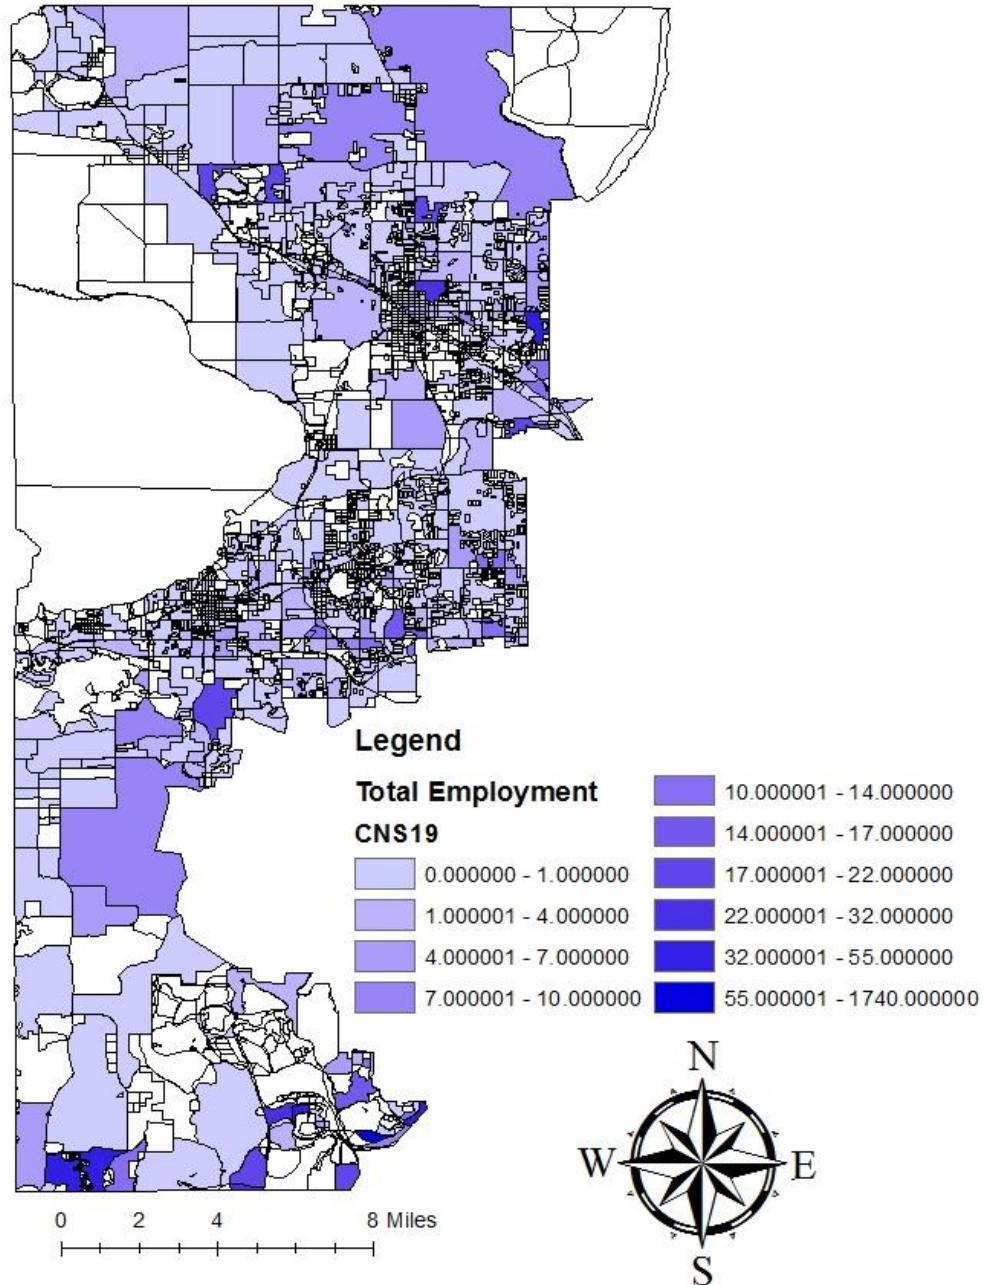 Legend
Total Employment
CNS19
0.000000 - 1.000000
1.000001 - 4.000000
4.000001 - 7.000000
7.000001 - 10.000000
10.000001 - 14.000000
14.000001 - 17.000000
17.000001 - 22.000000
22.000001 - 32.000000
32.000001 - 55.000000
55.000001 - 1740.000000
N
W E
S
0 2 4 8 Miles